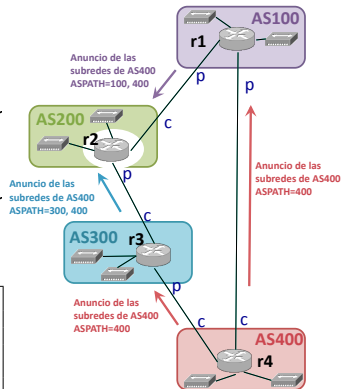 AS100
r1
Anuncio de las
subredes de AS400
ASPATH=100, 400
p
p
AS200
c
r2
p
Anuncio de las
subredes de AS400
ASPATH=400
Anuncio de las
subredes de AS400
ASPATH=300, 400
c
AS300
r3
p
Anuncio de las
subredes de AS400
ASPATH=400
c
c
AS400
r4